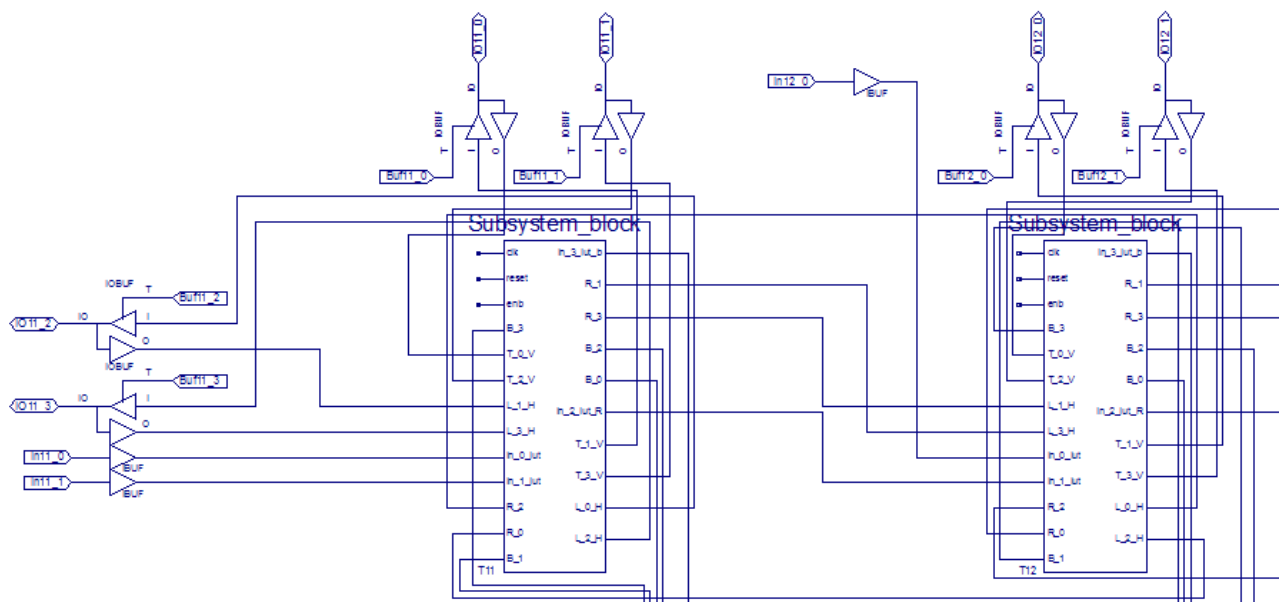 IO11_0
IO11_1
IO12_0
IO12_1
In12_0
IBUF
IO
IO
IO
IO
IOBUF
IOBUF
IOBUF
IOBUF
T
I
O
T
I
O
T
I
O
T
I
O
Buf11_0
Buf11_1
Buf12_0
Buf12_1
Subsystem_block
Subsystem_block
clk
reset
enb
B_3
T_0_V
T_2_V
L_1_H
L_3_H
In_0_lut
In_1_lut
R_2
R_0
B_1
In_3_lut_b
R_1
R_3
B_2
B_0
In_2_lut_R
T_1_V
T_3_V
L_0_H
L_2_H
T11
clk
reset
enb
B_3
T_0_V
T_2_V
L_1_H
L_3_H
In_0_lut
In_1_lut
R_2
R_0
B_1
In_3_lut_b
R_1
R_3
B_2
B_0
In_2_lut_R
T_1_V
T_3_V
L_0_H
L_2_H
T12
IOBUF
T
Buf11_2
IO11_2
IO
I
O
IOBUF
T
Buf11_3
IO11_3
IO
I
O
In11_0
IBUF
In11_1
IBUF